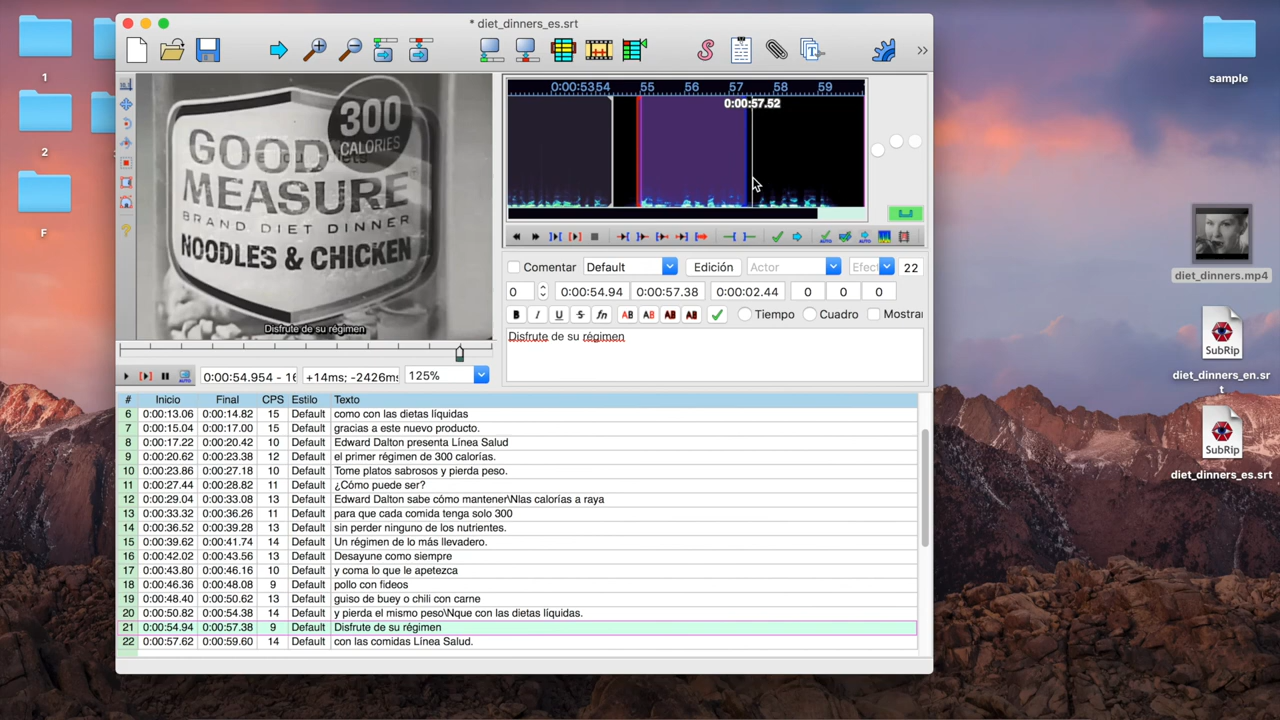 * diet_dinners_es.srt
1
2
F
sample
diet_dinners.mp4
SubRip
diet_dinners_en.sr
t
SubRip
diet_dinners_es.srt
GOOD
MEASURE
BRAND DIET DINNER
NOODLES & CHICKEN
300
CALORIES
Disfrute de su régimen
0:00:53 54 55 56 57 58 59
0:00:57.52
Comentar Default Edición Actor Efect 22
0 0:00:54.94 0:00:57.38 0:00:02.44 0 0 0
B I U S fn AB AB AB AB Tiempo Cuadro Mostrar
Disfrute de su régimen
0:00:54.954 - 16 +14ms; -2426ms; 125%
# Inicio Final CPS Estilo Texto
6 0:00:13.06 0:00:14.82 15 Default como con las dietas líquidas
7 0:00:15.04 0:00:17.00 15 Default gracias a este nuevo producto.
8 0:00:17.22 0:00:20.42 10 Default Edward Dalton presenta Línea Salud
9 0:00:20.62 0:00:23.38 12 Default el primer régimen de 300 calorías.
10 0:00:23.86 0:00:27.18 10 Default Tome platos sabrosos y pierda peso.
11 0:00:27.44 0:00:28.82 11 Default ¿Cómo puede ser?
12 0:00:29.04 0:00:33.08 13 Default Edward Dalton sabe cómo mantener\Nlas calorías a raya
13 0:00:33.32 0:00:36.26 11 Default para que cada comida tenga solo 300
14 0:00:36.52 0:00:39.28 13 Default sin perder ninguno de los nutrientes.
15 0:00:39.62 0:00:41.74 14 Default Un régimen de lo más llevadero.
16 0:00:42.02 0:00:43.56 13 Default Desayune como siempre
17 0:00:43.80 0:00:46.16 10 Default y coma lo que le apetezca
18 0:00:46.36 0:00:48.08 9 Default pollo con fideos
19 0:00:48.40 0:00:50.62 13 Default guiso de buey o chili con carne
20 0:00:50.82 0:00:54.38 14 Default y pierda el mismo peso\Nque con las dietas líquidas.
21 0:00:54.94 0:00:57.38 9 Default Disfrute de su régimen
22 0:00:57.62 0:00:59.60 14 Default con las comidas Línea Salud.